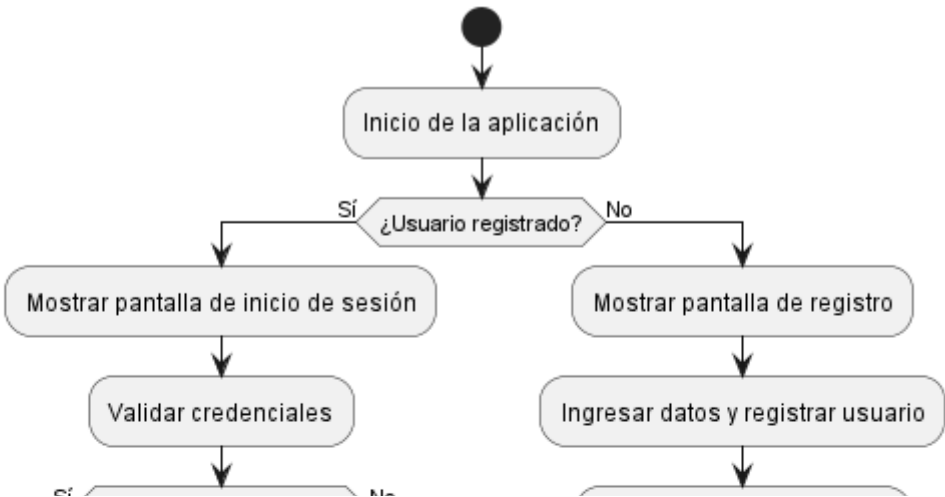 Inicio de la aplicación
Sí
¿Usuario registrado?
No
Mostrar pantalla de inicio de sesión
Mostrar pantalla de registro
Validar credenciales
Ingresar datos y registrar usuario
Sí
No